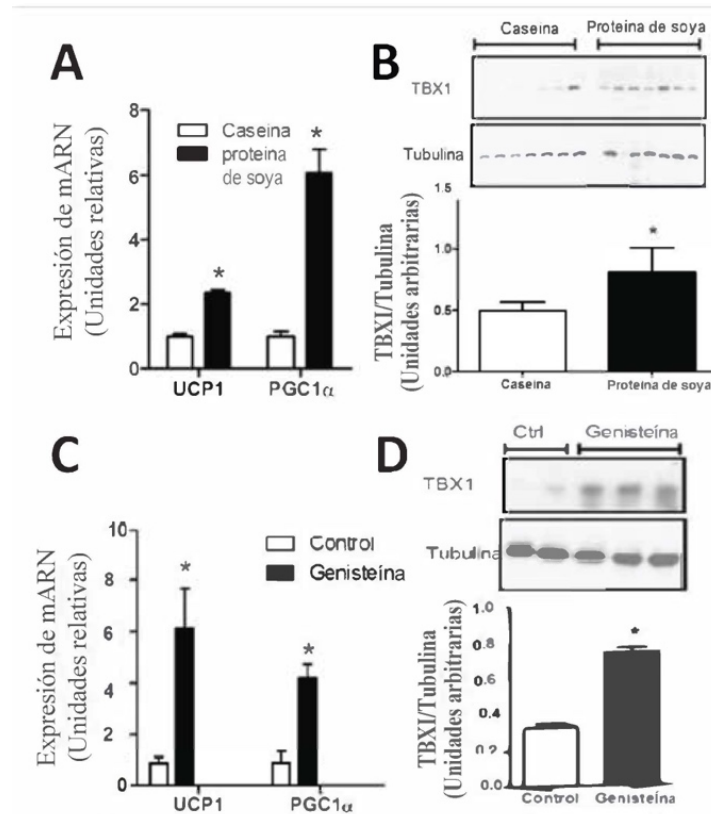 A
Expresión de mARN
(Unidades relativas)
8
6
4
2
0
Caseina
proteina
de soya
*
*
UCP1
PGC1α
B
Caseina
Proteina de soya
TBX1
Tubulina
TBXI/Tubulina
(Unidades arbitrarias)
1.5
1.0
0.5
0.0
*
Caseina
Proteina de soya
C
Expresión de mARN
(Unidades relativas)
10
8
6
4
2
0
Control
Genisteína
*
*
UCP1
PGC1α
D
Ctrl
Genisteína
TBX1
Tubulina
TBXI/Tubulina
(Unidades arbitrarias)
1.0
0.8
0.6
0.4
0.2
0.0
*
Control
Genisteína